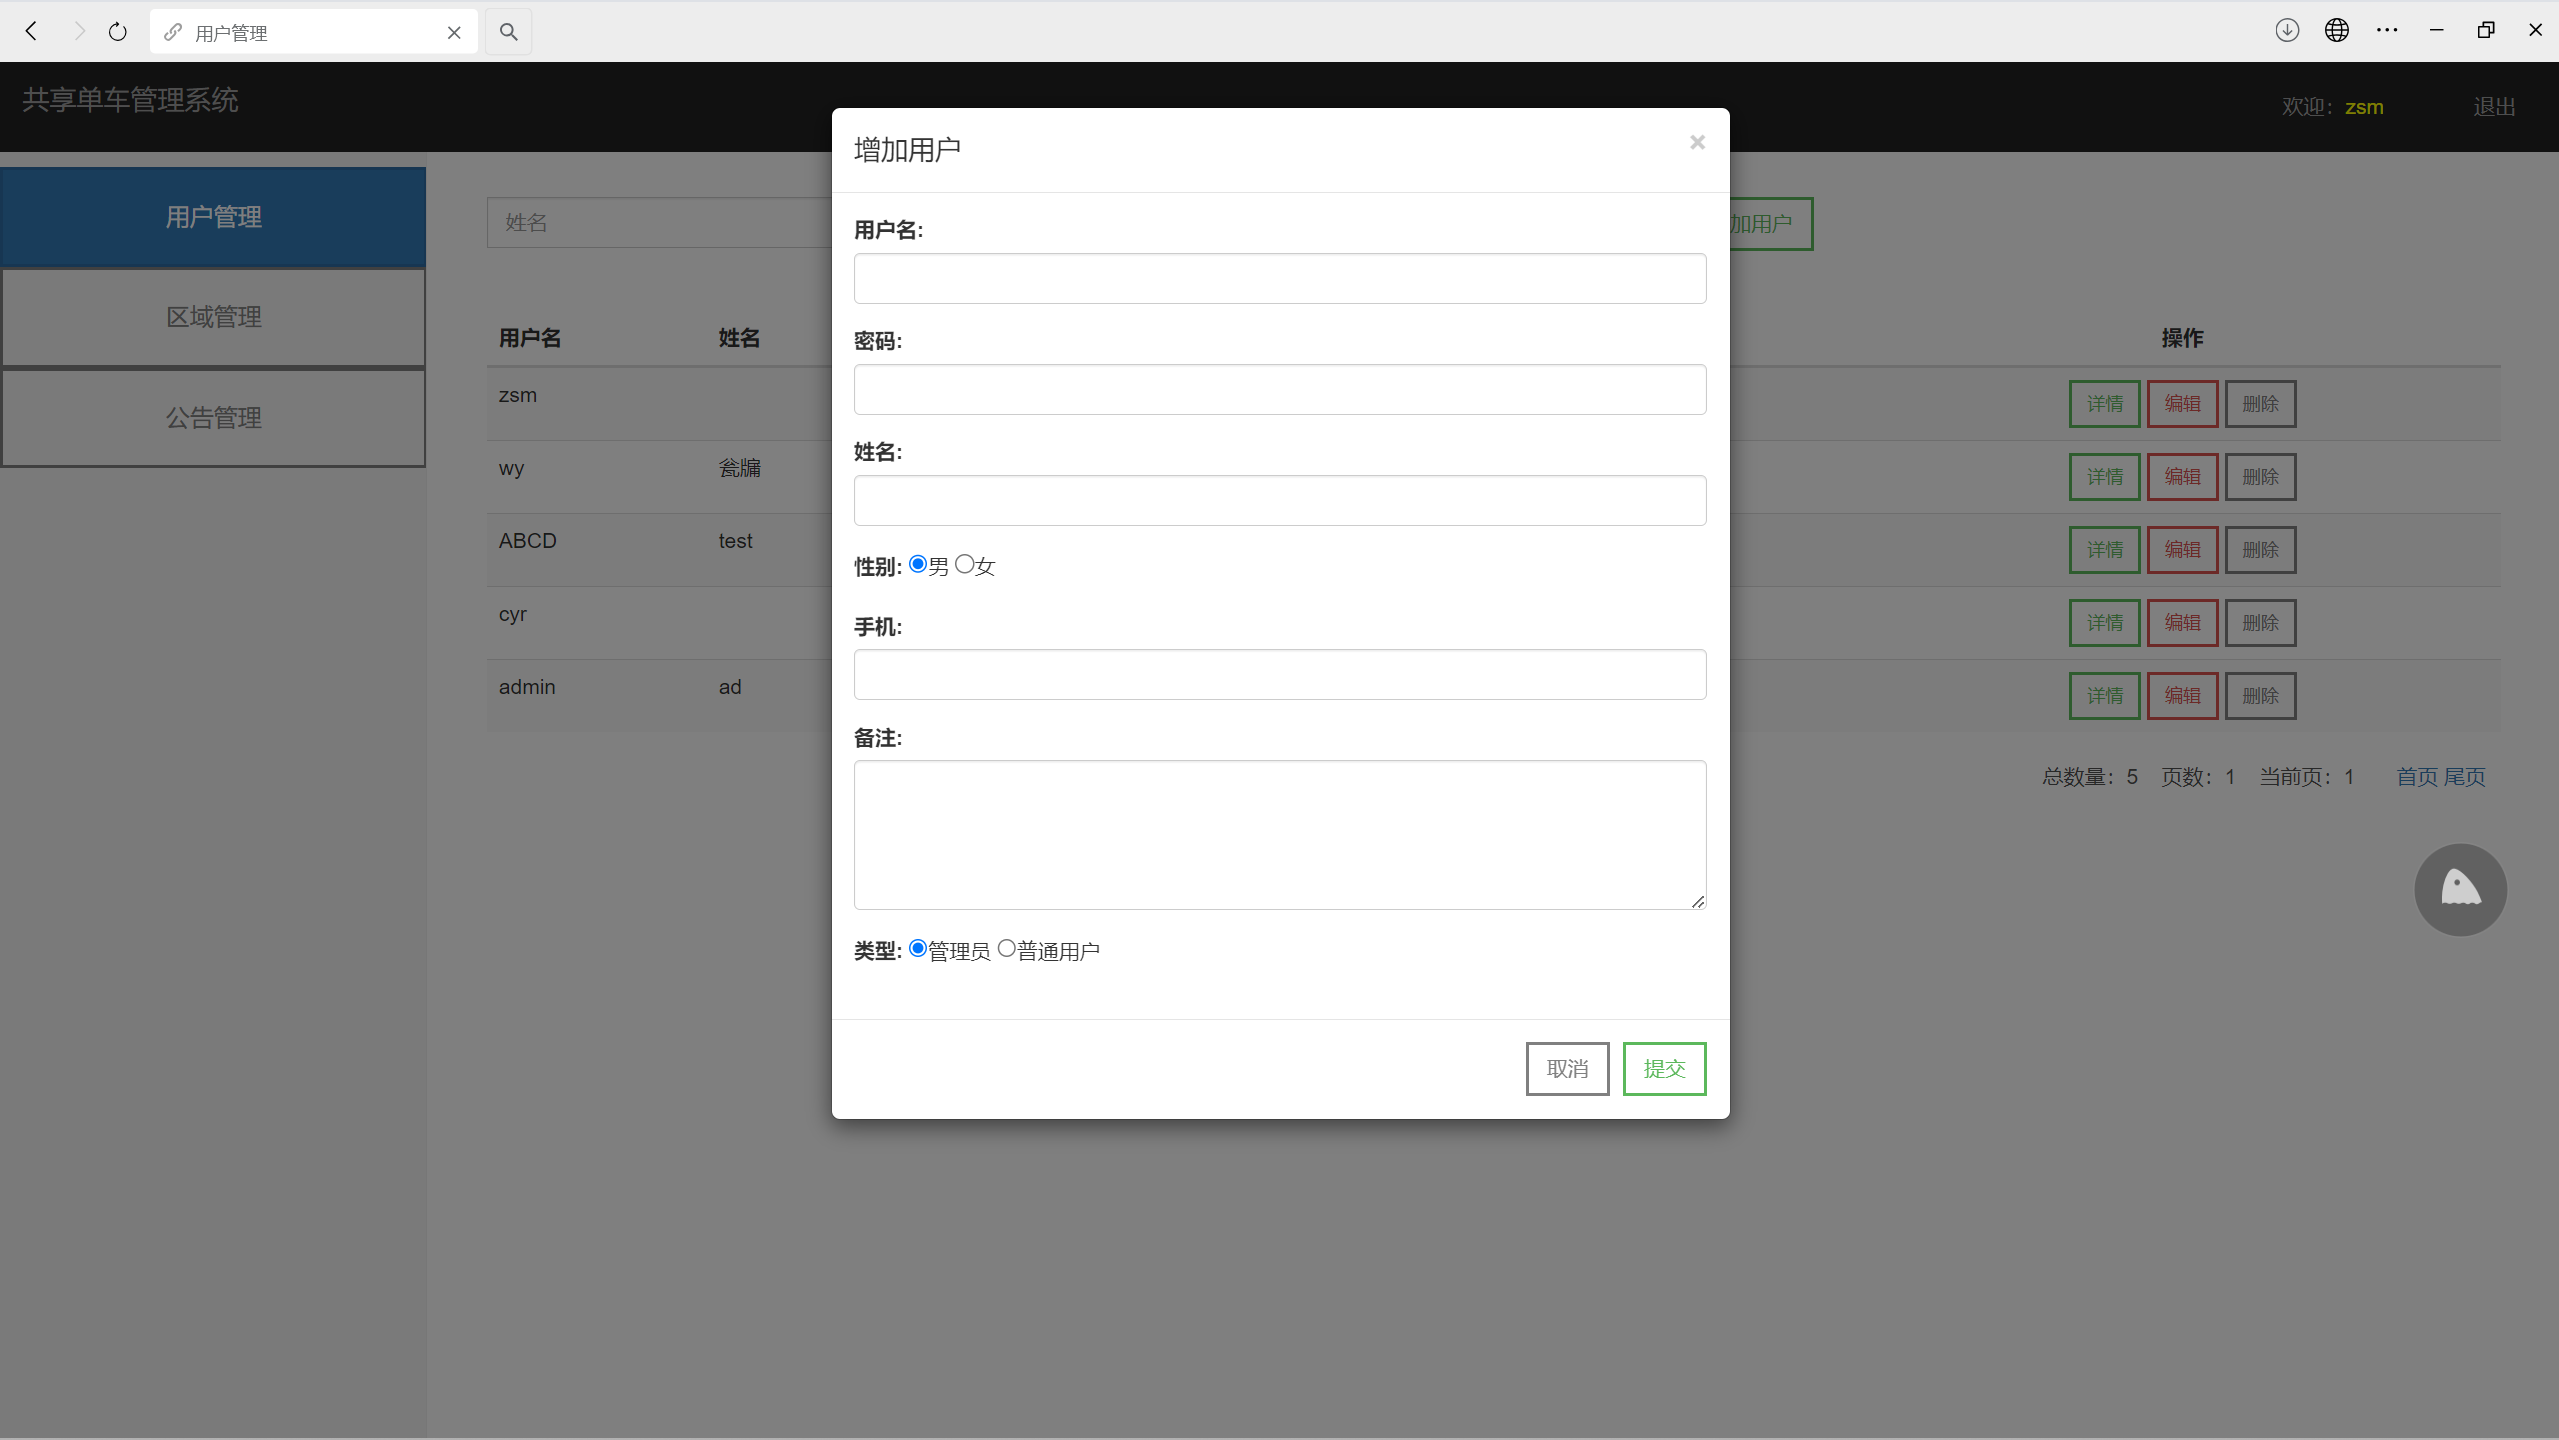 用户管理
共享单车管理系统
欢迎：zsm
退出
用户管理
区域管理
公告管理
姓名
加用户
用户名 姓名 操作
zsm 详情 编辑 删除
wy 瓮牗 详情 编辑 删除
ABCD test 详情 编辑 删除
cyr 详情 编辑 删除
admin ad 详情 编辑 删除
总数量：5 页数：1 当前页：1 首页 尾页
增加用户 ×
用户名:
密码:
姓名:
性别: 男 女
手机:
备注:
类型: 管理员 普通用户
取消 提交